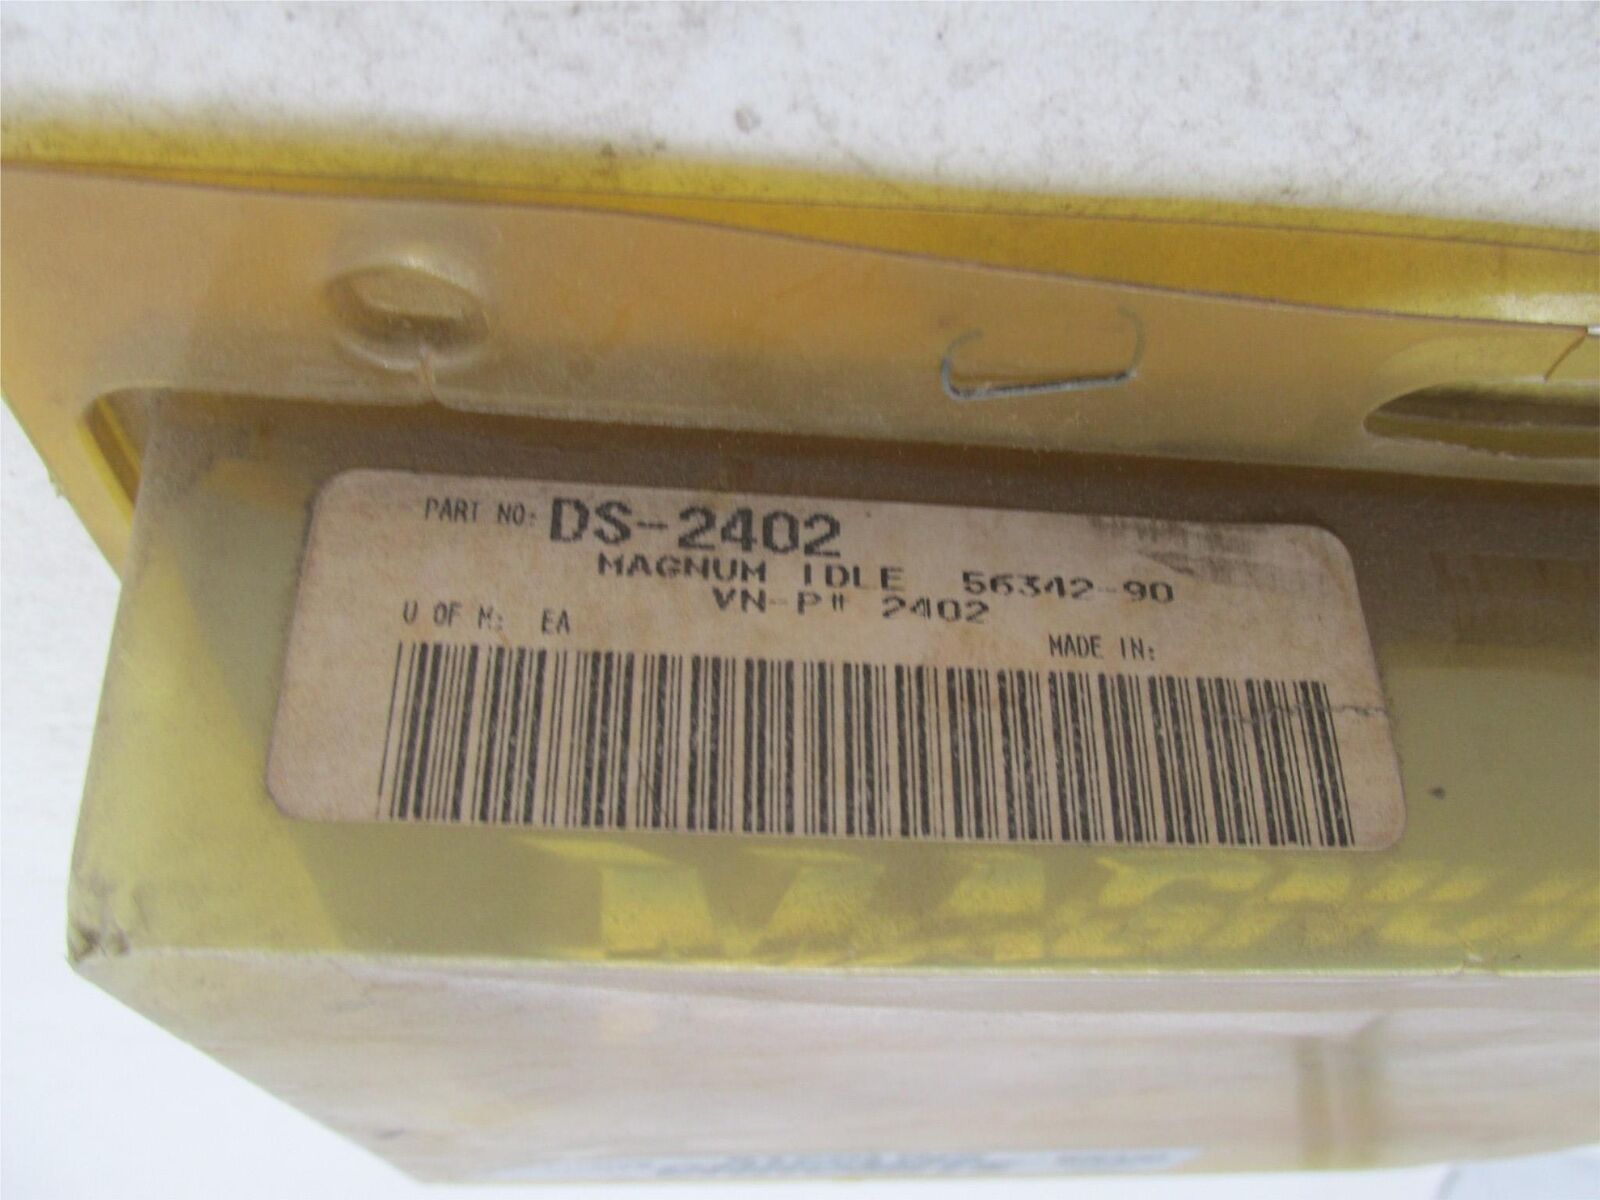 PART NO: DS-2402
MAGNUM IDLE 56342-90
VN-P# 2402
U OF M: EA
MADE IN: